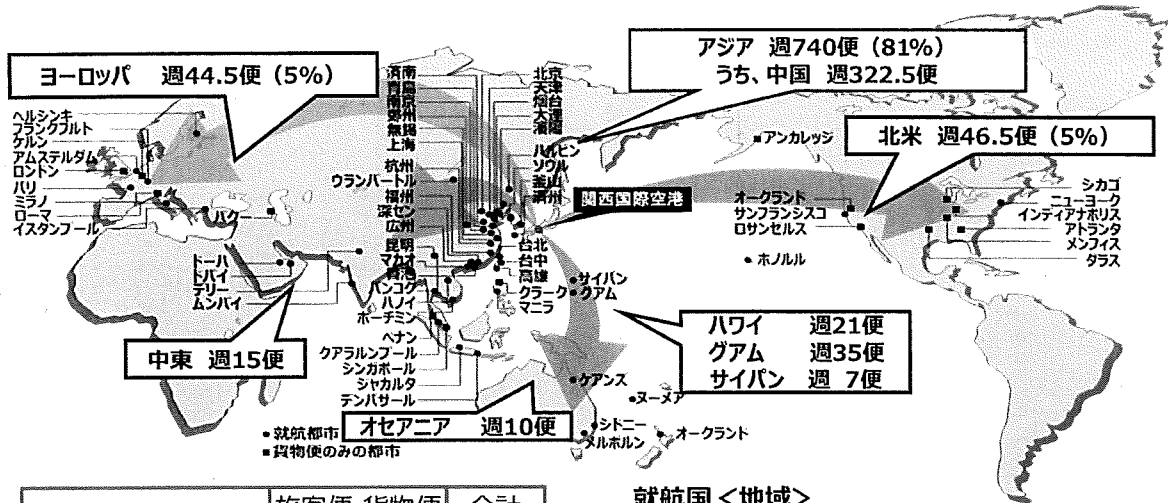 アジア 週740便（81%）
うち、中国 週322.5便
ヨーロッパ 週44.5便（5%）
北米 週46.5便（5%）
済南
青島
南京
鄭州
無錫
上海
杭州
ウランバートル
福州
深セン
広州
昆明
マカオ
香港
バンコク
ハノイ
ホーチミン
ペナン
クアラルンプール
シンガポール
ジャカルタ
デンパサール
北京
天津
烟台
大連
瀋陽
ハルビン
ソウル
釜山
済州
関西国際空港
台北
台中
高雄
クラーク
マニラ
ヘルシンキ
フランクフルト
ケルン
アムステルダム
ロンドン
パリ
ミラノ
ローマ
イスタンブール
バクー
ドーハ
ドバイ
デリー
ムンバイ
中東 週15便
アンカレッジ
オークランド
サンフランシスコ
ロサンゼルス
ホノルル
シカゴ
ニューヨーク
インディアナポリス
アトランタ
メンフィス
ダラス
サイパン
グアム
ハワイ 週21便
グアム 週35便
サイパン 週 7便
ケアンズ
ヌーメア
シドニー
メルボルン
オークランド
オセアニア 週10便
●就航都市
■貨物便のみの都市
旅客便 貨物便 合計
就航国＜地域＞